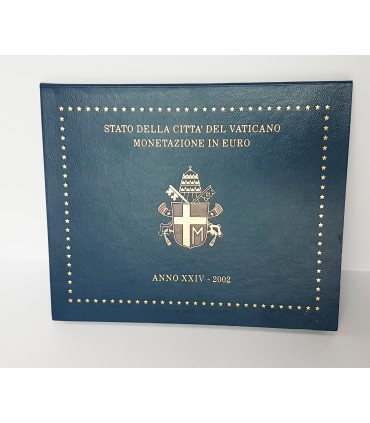 STATO DELLA CITTA' DEL VATICANO
MONETAZIONE IN EURO
M
ANNO XXIV - 2002